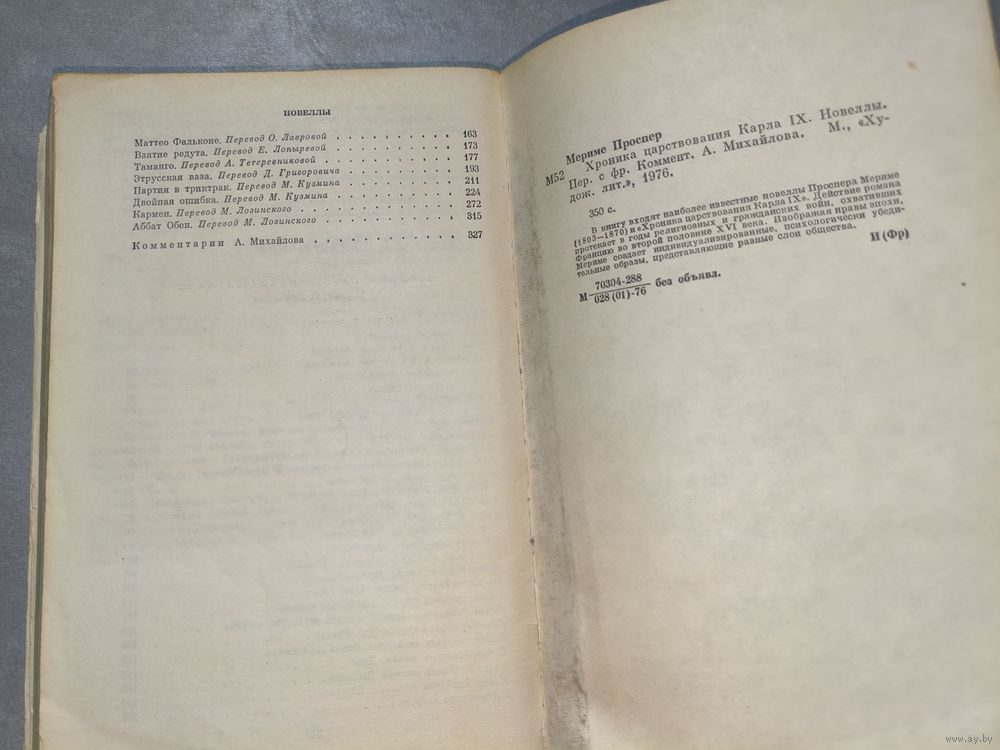 НОВЕЛЛЫ
Маттео Фальконе. Перевод О. Лавровой . . . . . . . . . . 163
Взятие редута. Перевод Е. Лопыревой . . . . . . . . . . 173
Таманго. Перевод А. Тетеревниковой . . . . . . . . . . 177
Этрусская ваза. Перевод Д. Григоровича . . . . . . . . . 193
Партия в триктрак. Перевод М. Кузмина . . . . . . . . . 211
Двойная ошибка. Перевод М. Кузмина . . . . . . . . . . 224
Кармен. Перевод М. Лозинского . . . . . . . . . . . 272
Аббат Обен. Перевод М. Лозинского . . . . . . . . . . 315
Комментарии А. Михайлова . . . . . . . . . . . 327
Мериме Проспер
М52 Хроника царствования Карла IX. Новеллы.
Пер. с фр. Коммент. А. Михайлова. М., «Ху-
дож. лит.», 1976.
350 с.
В книгу входят наиболее известные новеллы Проспера Мериме
(1803—1870) и «Хроника царствования Карла IX». Действие романа
протекает в годы религиозных и гражданских войн, охвативших
Францию во второй половине XVI века. Изображая нравы эпохи,
Мериме создает индивидуализированные, психологически убеди-
тельные образы, представляющие разные слои общества.
И (Фр)
М 70304-288
028 (01)-76 без объявл.
www.ay.by